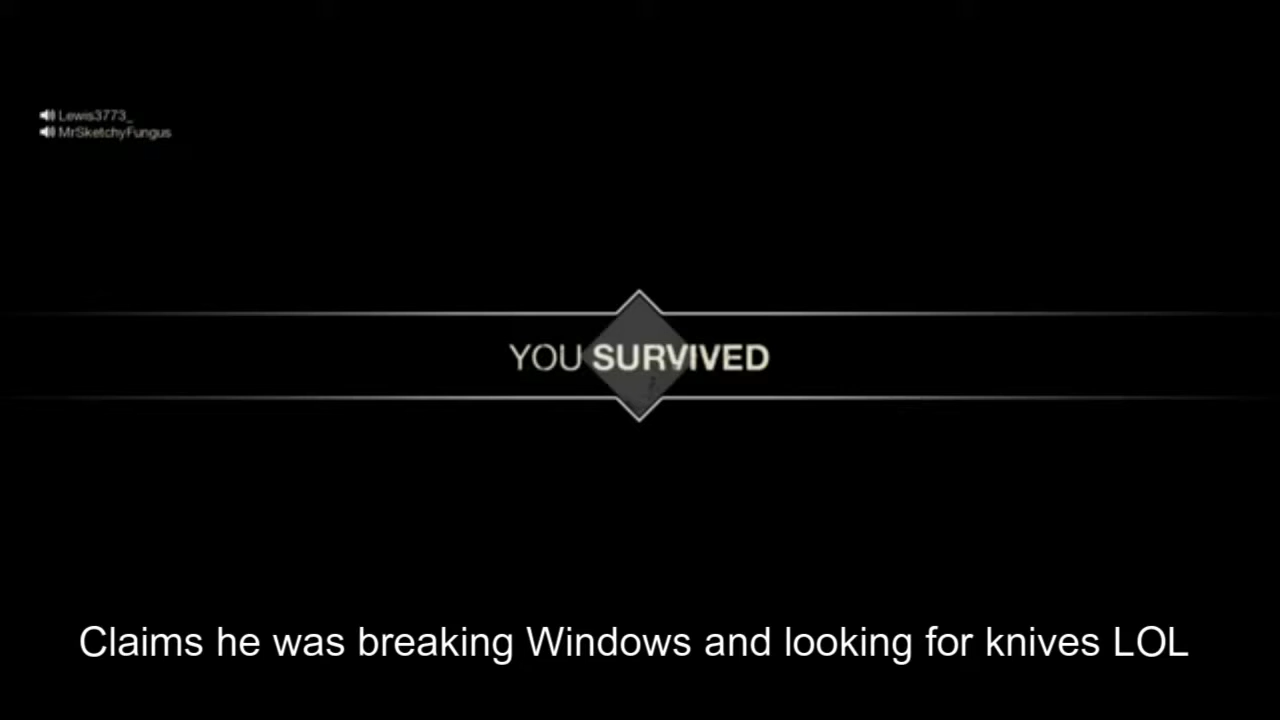 Lewis3773_
MrSketchyFungus
YOU SURVIVED
Claims he was breaking Windows and looking for knives LOL